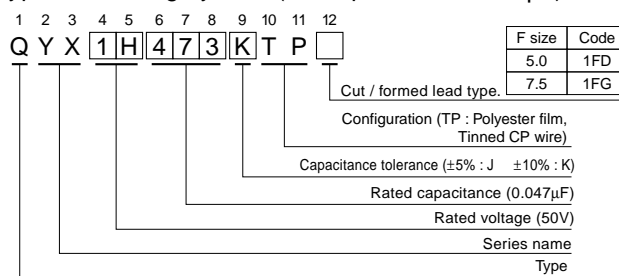 1 2 3 4 5 6 7 8 9 10 11 12
Q Y X 1 H 4 7 3 K T P
F size Code
5.0 1FD
7.5 1FG
Cut / formed lead type.
Configuration (TP : Polyester film,
Tinned CP wire)
Capacitance tolerance (±5% : J ±10% : K)
Rated capacitance (0.047µF)
Rated voltage (50V)
Series name
Type